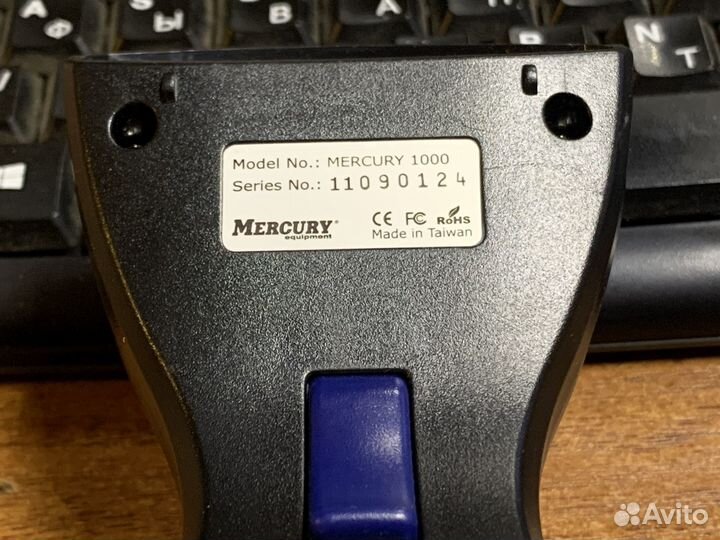 А
Ы
В
N Т
Model No.: MERCURY 1000
Series No.: 11090124
MERCURY® CE FC RoHS
equipment Made in Taiwan
Avito